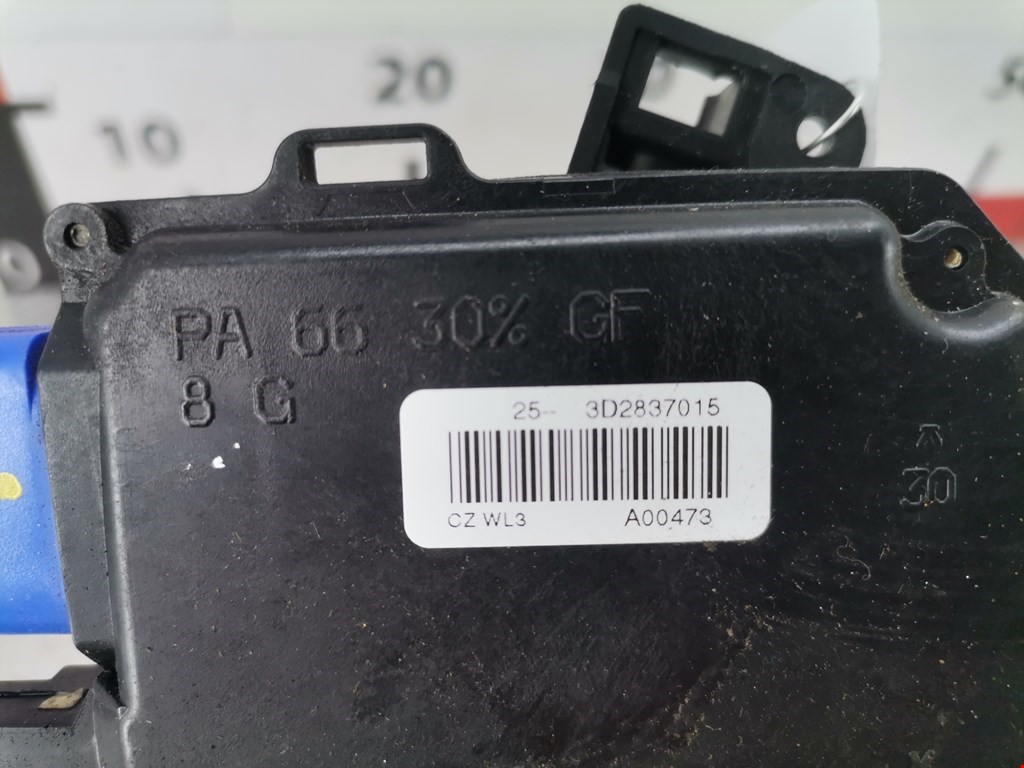 20
10
PA 66 30% GF
8 G
25-- 3D2837015
CZ WL3 A00473
30